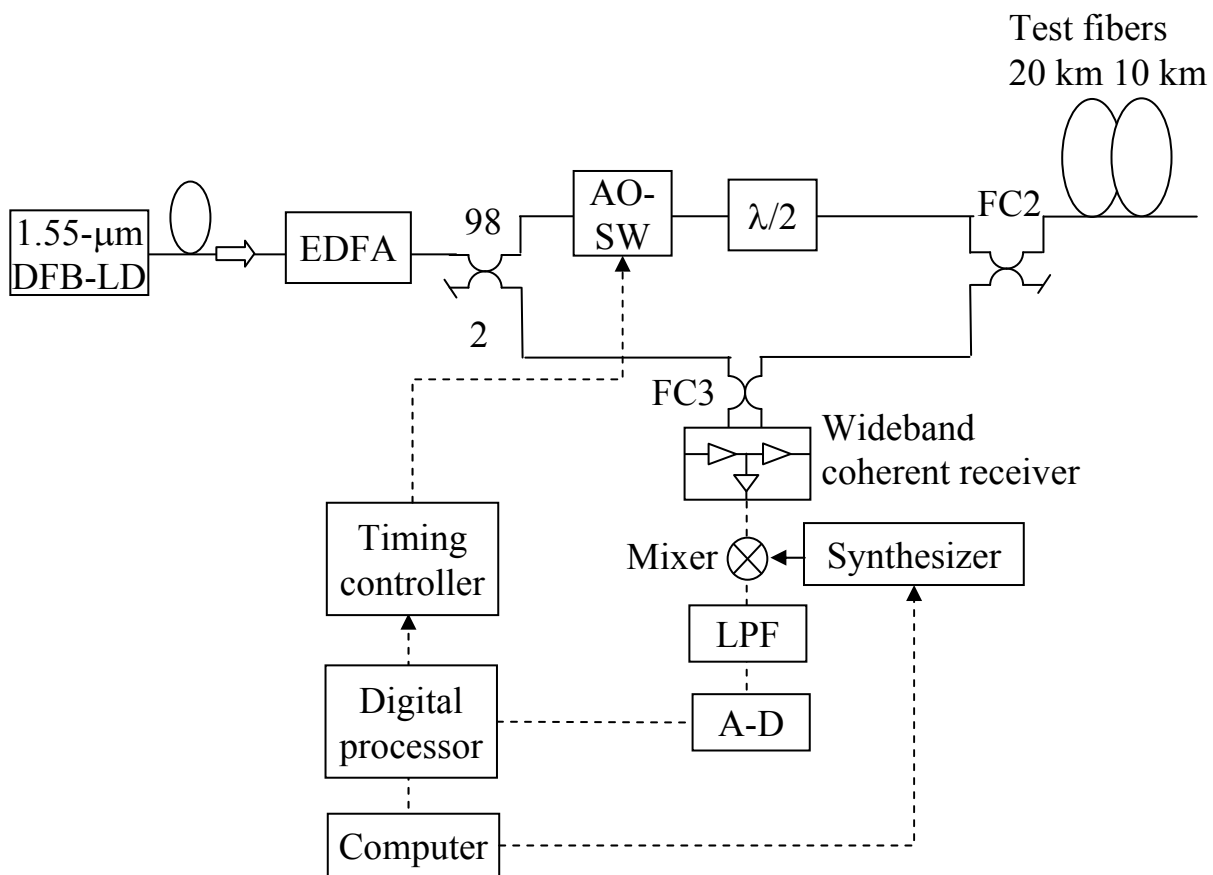 Test fibers
20 km 10 km
1.55-μm
DFB-LD
EDFA
98
2
AO-
SW
λ/2
FC2
FC3
Wideband
coherent receiver
Mixer
Synthesizer
Timing
controller
LPF
Digital
processor
A-D
Computer